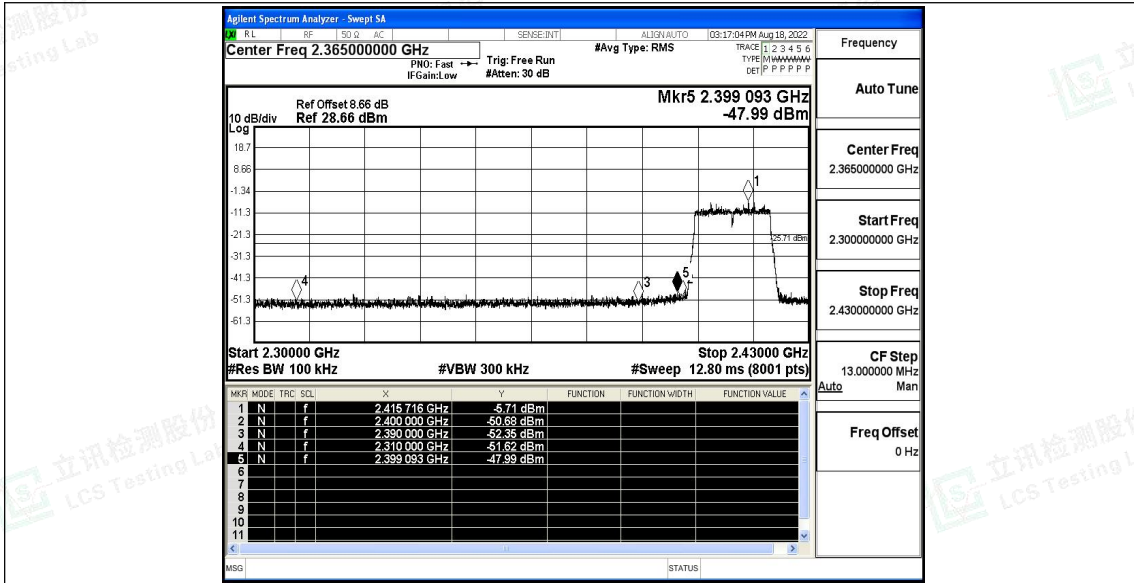 Agilent Spectrum Analyzer - Swept SA
LXI RL RF 50 Ω AC SENSE:INT ALIGN AUTO 03:17:04 PM Aug 18, 2022
Center Freq 2.365000000 GHz
PNO: Fast
IFGain:Low
Trig: Free Run
#Atten: 30 dB
#Avg Type: RMS
TRACE 1 2 3 4 5 6
TYPE M
DET P P P P P P
Frequency
Auto Tune
Center Freq
2.365000000 GHz
Start Freq
2.300000000 GHz
Stop Freq
2.430000000 GHz
CF Step
13.000000 MHz
Auto Man
Freq Offset
0 Hz
Ref Offset 8.66 dB
10 dB/div Ref 28.66 dBm
Log
Mkr5 2.399 093 GHz
-47.99 dBm
18.7
8.66
-1.34
-11.3
-21.3
-31.3
-41.3
-51.3
-61.3
1
25.71 dBm
4
3
5
Start 2.30000 GHz Stop 2.43000 GHz
#Res BW 100 kHz #VBW 300 kHz #Sweep 12.80 ms (8001 pts)
MKR MODE TRC SCL X Y FUNCTION FUNCTION WIDTH FUNCTION VALUE
1 N f 2.415 716 GHz -5.71 dBm
2 N f 2.400 000 GHz -50.68 dBm
3 N f 2.390 000 GHz -52.35 dBm
4 N f 2.310 000 GHz -51.62 dBm
5 N f 2.399 093 GHz -47.99 dBm
6
7
8
9
10
11
MSG STATUS
测股份
sting Lab
立讯检测股份
LCS Testing Lab
立讯检测股份
LCS Testing L